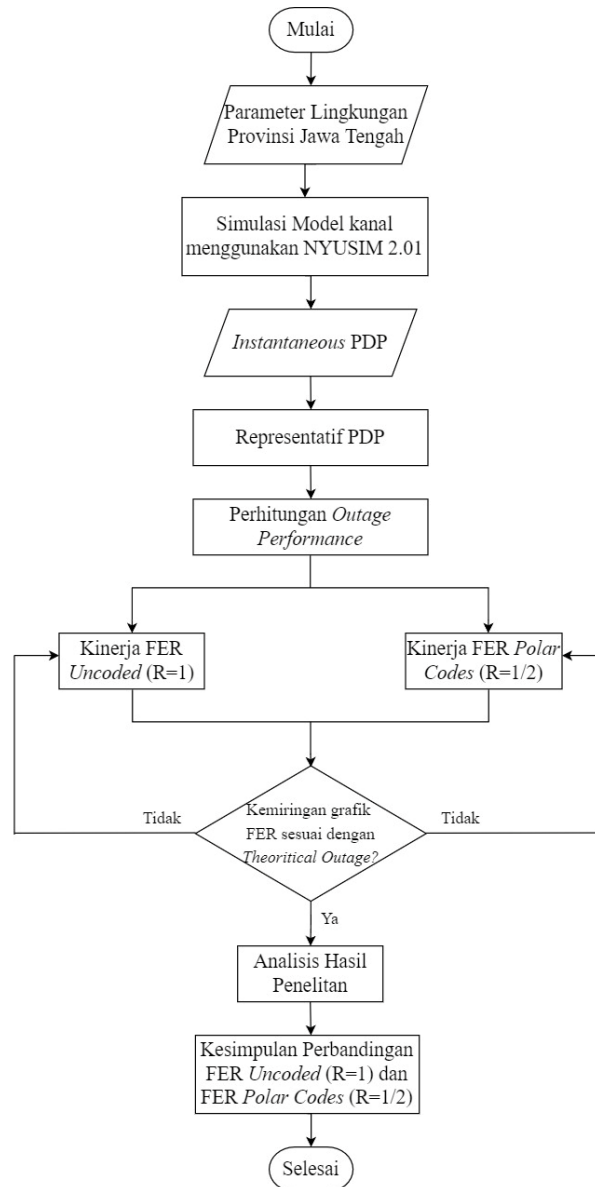 Mulai
Parameter Lingkungan
Provinsi Jawa Tengah
Simulasi Model kanal
menggunakan NYUSIM 2.01
Instantaneous PDP
Representatif PDP
Perhitungan Outage
Performance
Kinerja FER
Uncoded (R=1)
Kinerja FER Polar
Codes (R=1/2)
Tidak
Kemiringan grafik
FER sesuai dengan
Theoritical Outage?
Tidak
Ya
Analisis Hasil
Penelitan
Kesimpulan Perbandingan
FER Uncoded (R=1) dan
FER Polar Codes (R=1/2)
Selesai